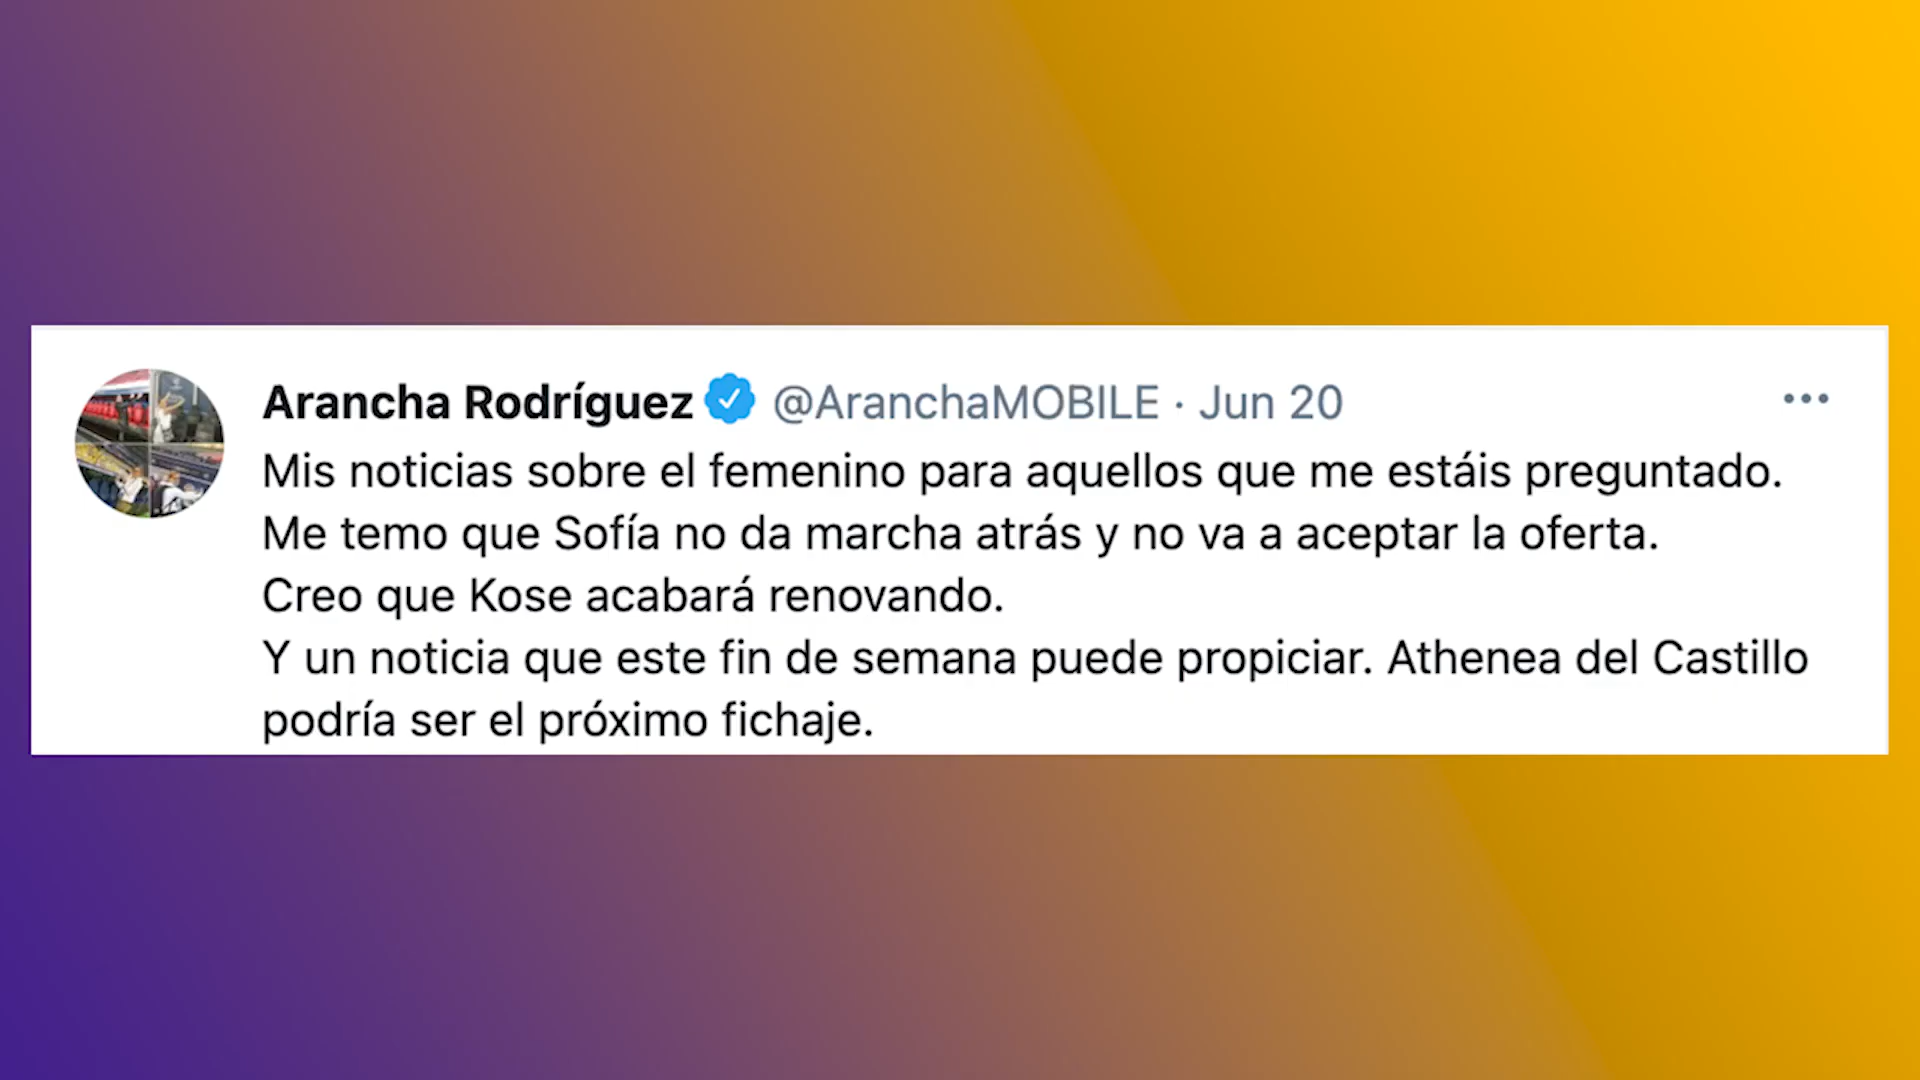 Arancha Rodríguez @AranchaMOBILE · Jun 20
Mis noticias sobre el femenino para aquellos que me estáis preguntado.
Me temo que Sofía no da marcha atrás y no va a aceptar la oferta.
Creo que Kose acabará renovando.
Y un noticia que este fin de semana puede propiciar. Athenea del Castillo
podría ser el próximo fichaje.